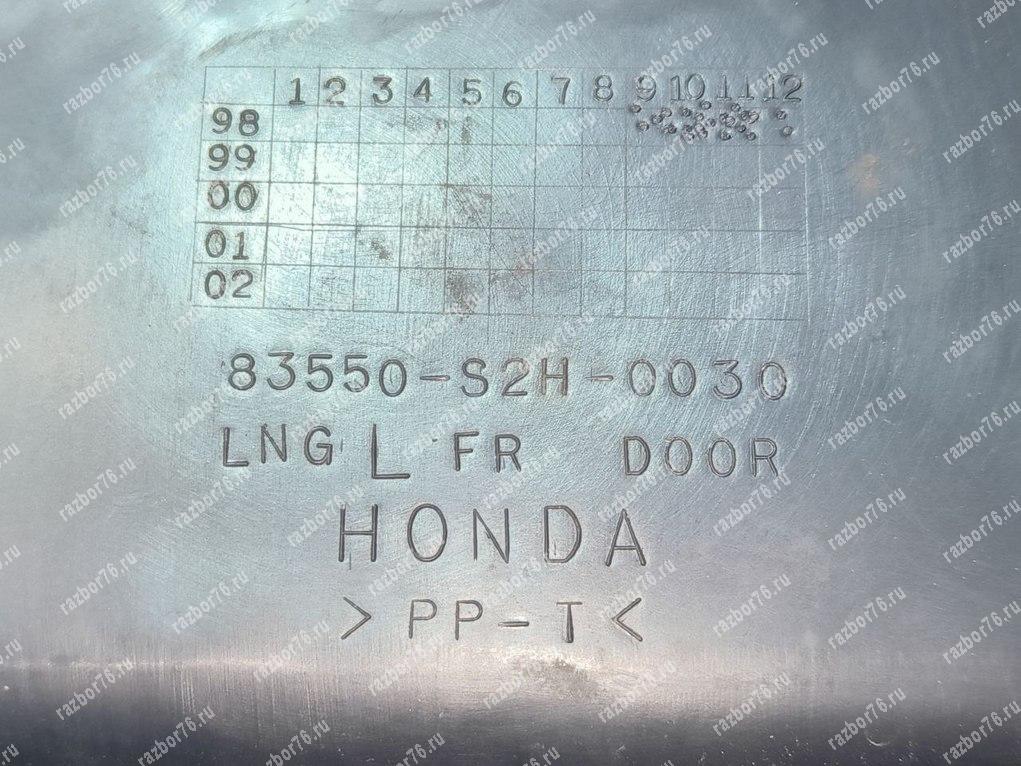 1 2 3 4 5 6 7 8 9 10 11 12
98
99
00
01
02
83550-S2H-0030
LNG L FR DOOR
HONDA
>PP-T<
razbor76.ru